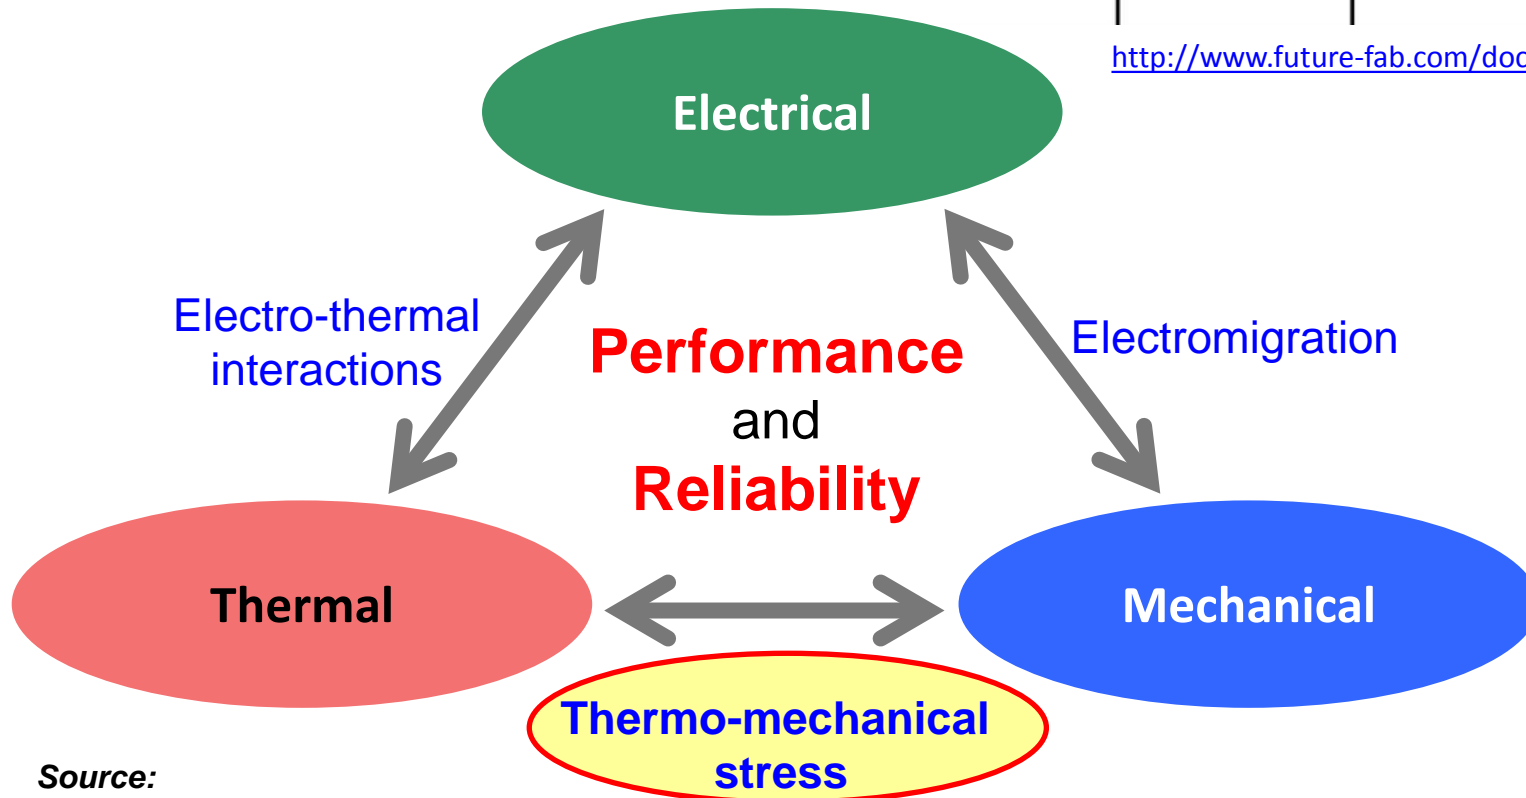 http://www.future-fab.com/doc
Electrical
Electro-thermal
interactions
Performance
and
Reliability
Electromigration
Thermal
Mechanical
Thermo-mechanical
stress
Source: